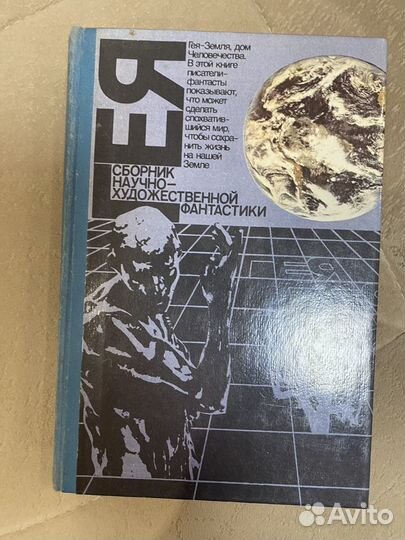 ГЕЯ
Гея-Земля, дом
Человечества.
В этой книге
писатели-
фантасты
показывают,
что может
сделать
спохватив-
шийся мир,
чтобы сохра-
нить жизнь
на нашей
Земле
СБОРНИК
НАУЧНО-
ХУДОЖЕСТВЕННОЙ
ФАНТАСТИКИ
ГЕЯ
Avito